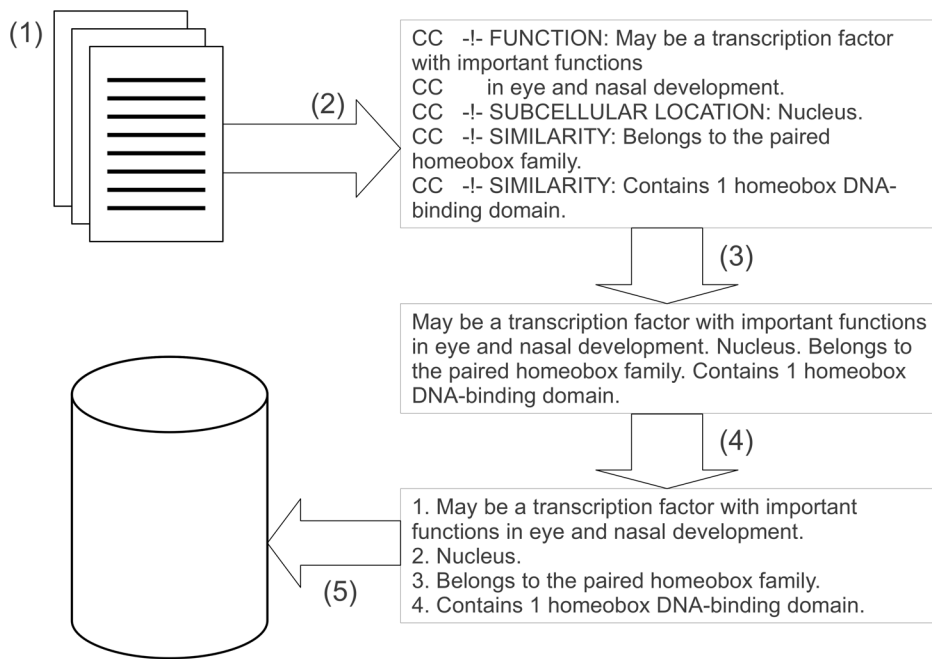 (1)
(2)
CC -!- FUNCTION: May be a transcription factor
with important functions
CC in eye and nasal development.
CC -!- SUBCELLULAR LOCATION: Nucleus.
CC -!- SIMILARITY: Belongs to the paired
homeobox family.
CC -!- SIMILARITY: Contains 1 homeobox DNA-
binding domain.
(3)
May be a transcription factor with important functions
in eye and nasal development. Nucleus. Belongs to
the paired homeobox family. Contains 1 homeobox
DNA-binding domain.
(4)
1. May be a transcription factor with important
functions in eye and nasal development.
2. Nucleus.
3. Belongs to the paired homeobox family.
4. Contains 1 homeobox DNA-binding domain.
(5)